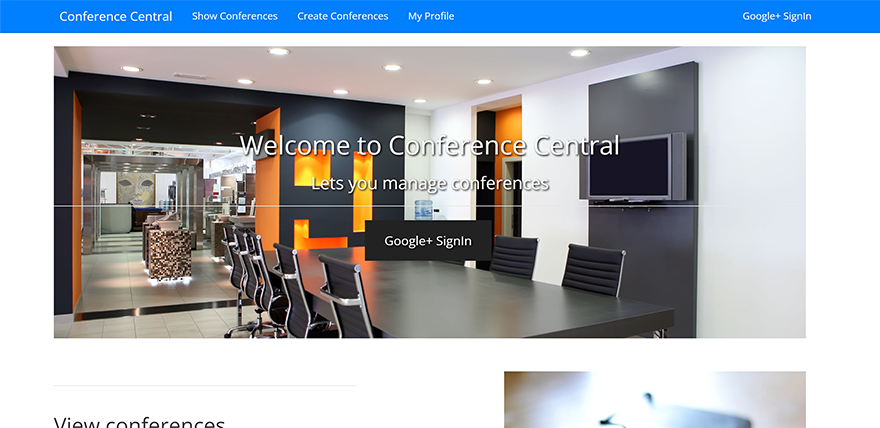 Conference Central Show Conferences Create Conferences My Profile Google+ SignIn
Welcome to Conference Central
Lets you manage conferences
Google+ SignIn
View conferences